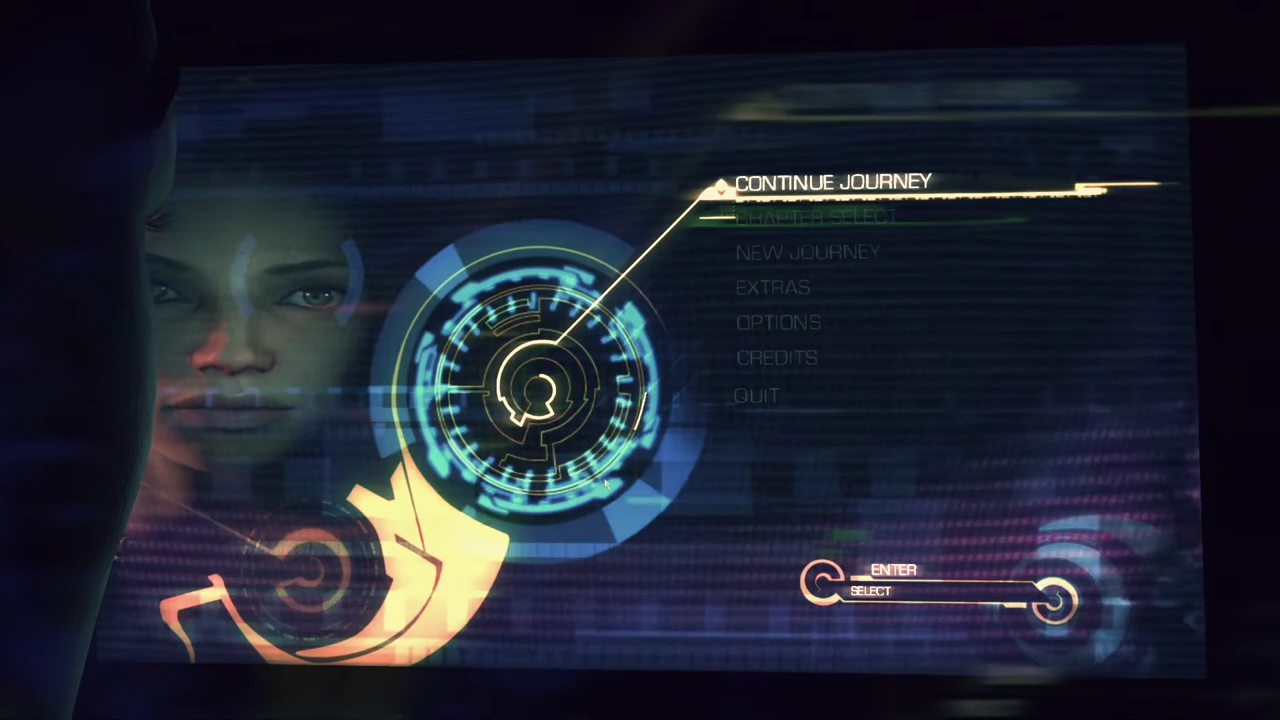 CONTINUE JOURNEY
CHAPTER SELECT
NEW JOURNEY
EXTRAS
OPTIONS
CREDITS
QUIT
ENTER
SELECT